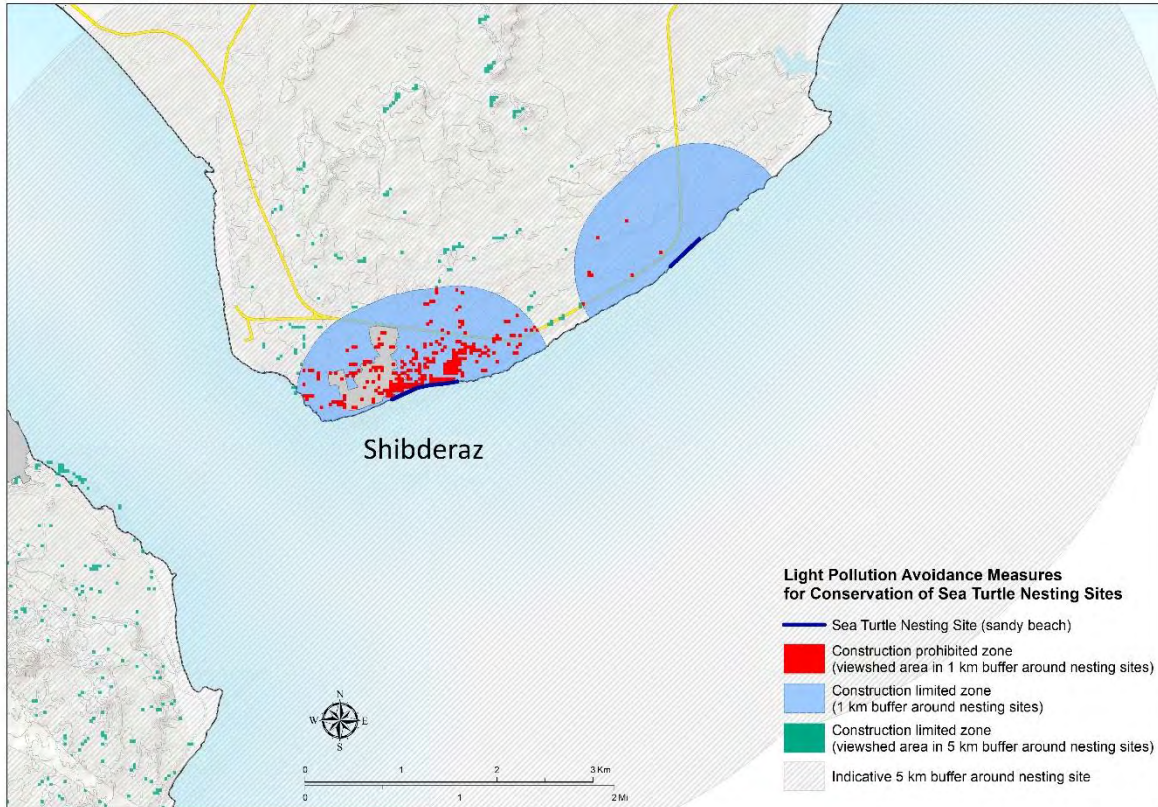 Shibderaz
Light Pollution Avoidance Measures
for Conservation of Sea Turtle Nesting Sites
Sea Turtle Nesting Site (sandy beach)
Construction prohibited zone
(viewshed area in 1 km buffer around nesting sites)
Construction limited zone
(1 km buffer around nesting sites)
Construction limited zone
(viewshed area in 5 km buffer around nesting sites)
Indicative 5 km buffer around nesting site
N
W E
S
0 1 2 3 Km
0 1 2 Mi